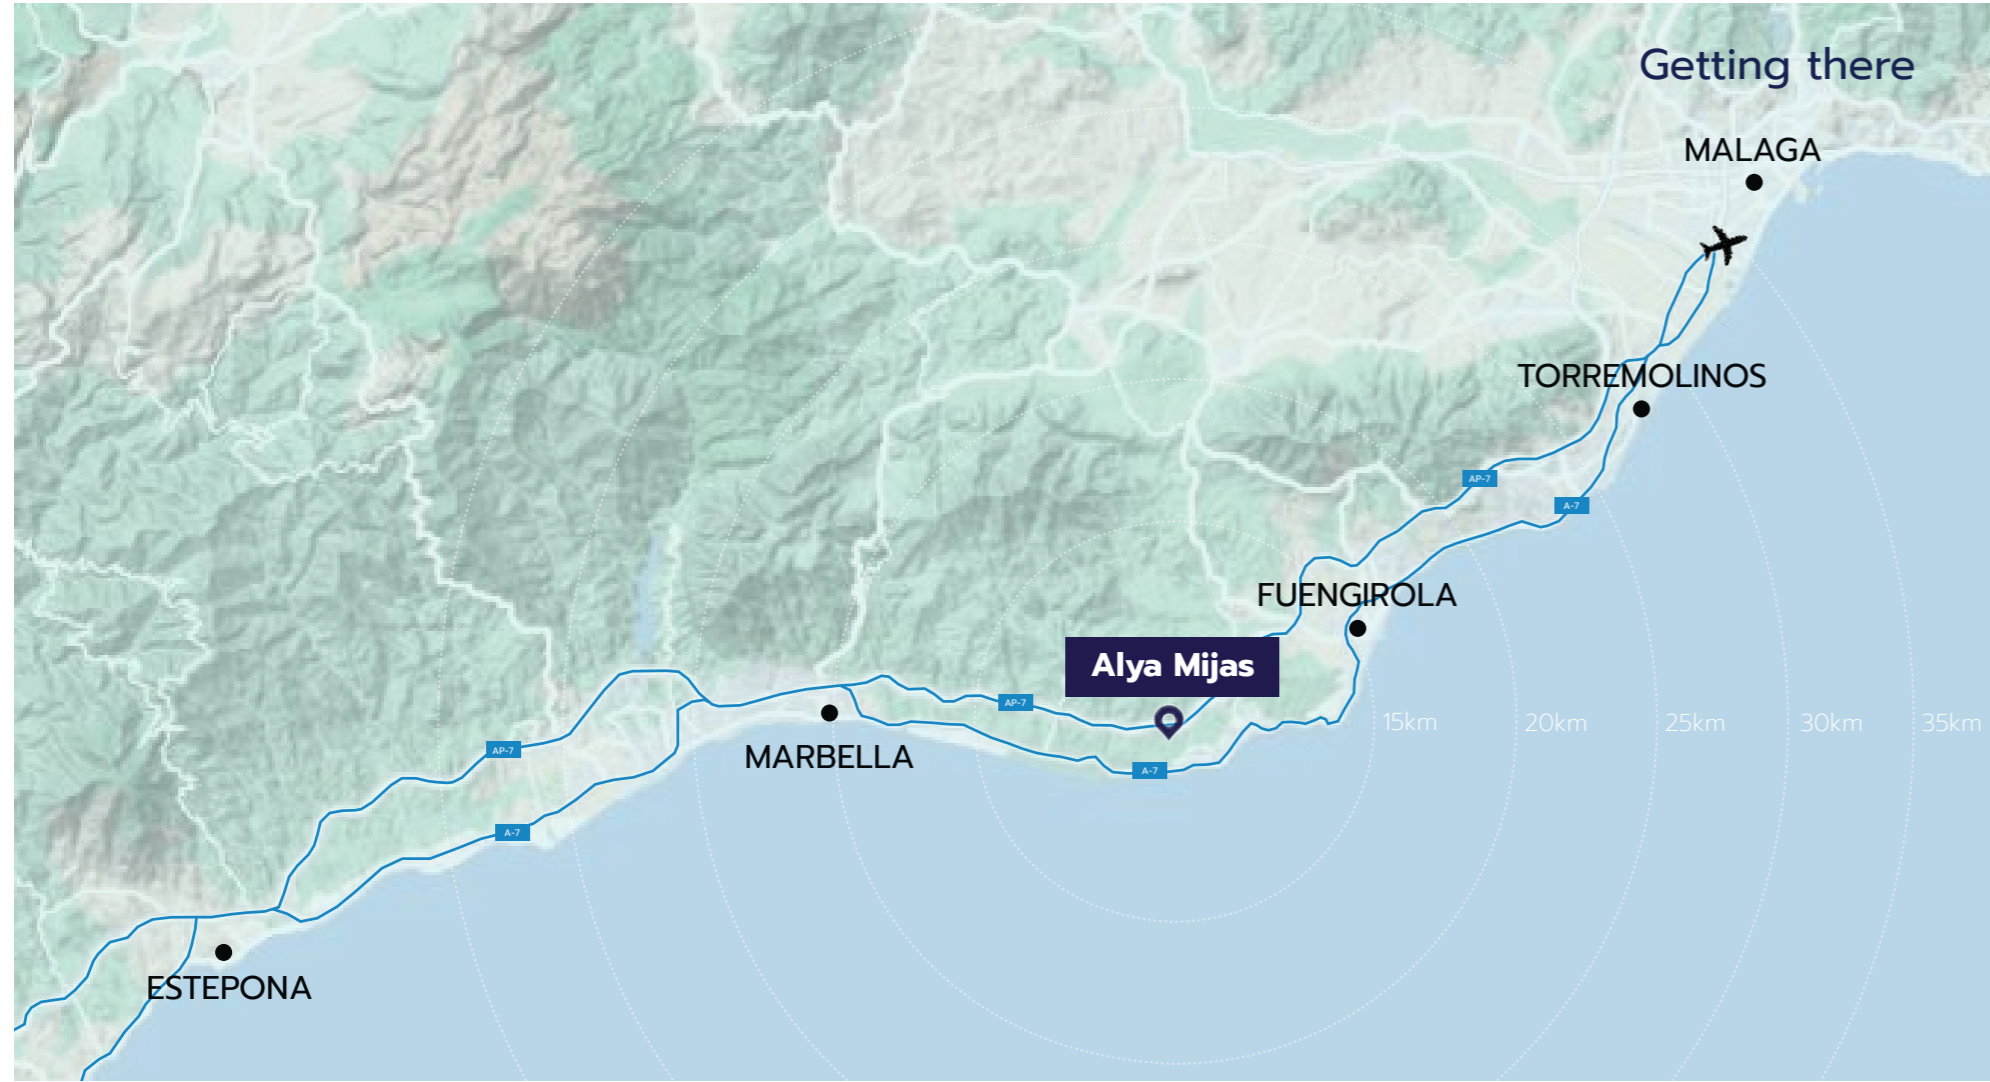 Getting there
MALAGA
TORREMOLINOS
AP-7
A-7
FUENGIROLA
Alya Mijas
AP-7
15km
20km
25km
30km
35km
MARBELLA
AP-7
A-7
A-7
ESTEPONA